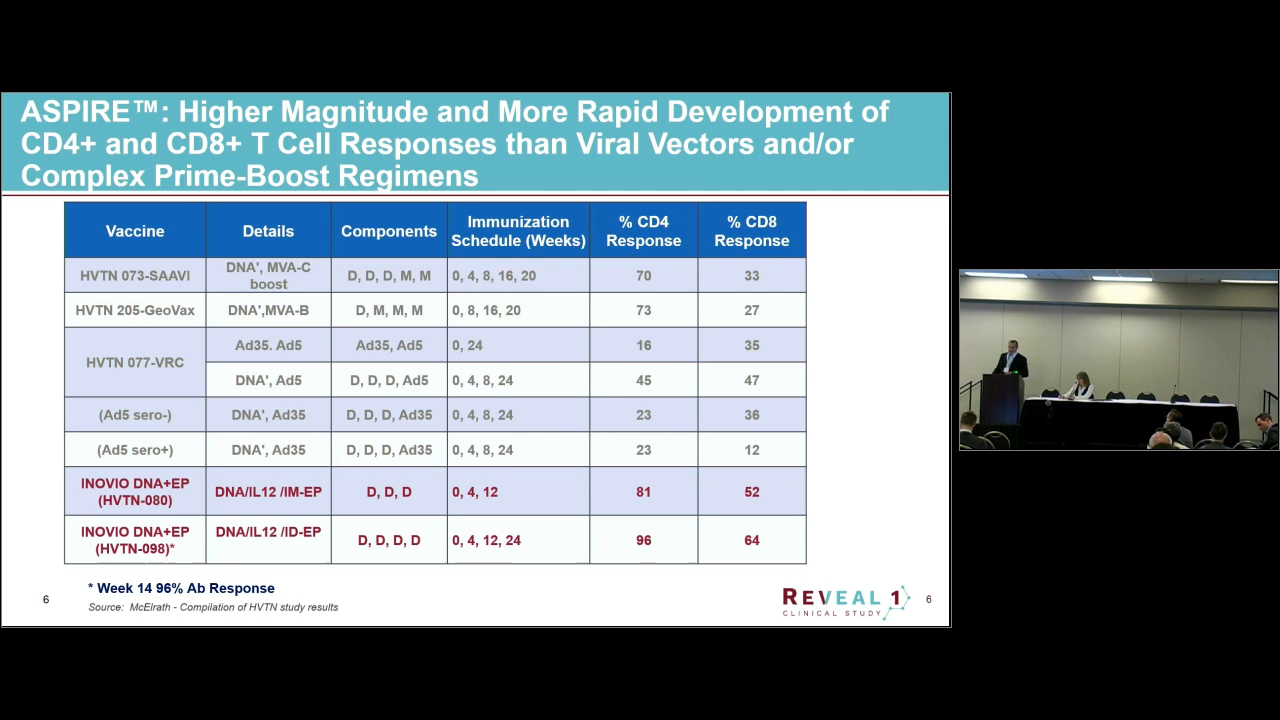 ASPIRE™: Higher Magnitude and More Rapid Development of
CD4+ and CD8+ T Cell Responses than Viral Vectors and/or
Complex Prime-Boost Regimens
Vaccine Details Components Immunization Schedule (Weeks) % CD4 Response % CD8 Response
HVTN 073-SAAVI DNA', MVA-C boost D, D, D, M, M 0, 4, 8, 16, 20 70 33
HVTN 205-GeoVax DNA',MVA-B D, M, M, M 0, 8, 16, 20 73 27
HVTN 077-VRC Ad35. Ad5 Ad35, Ad5 0, 24 16 35
DNA', Ad5 D, D, D, Ad5 0, 4, 8, 24 45 47
(Ad5 sero-) DNA', Ad35 D, D, D, Ad35 0, 4, 8, 24 23 36
(Ad5 sero+) DNA', Ad35 D, D, D, Ad35 0, 4, 8, 24 23 12
INOVIO DNA+EP (HVTN-080) DNA/IL12 /IM-EP D, D, D 0, 4, 12 81 52
INOVIO DNA+EP (HVTN-098)* DNA/IL12 /ID-EP D, D, D, D 0, 4, 12, 24 96 64
* Week 14 96% Ab Response
6 Source: McElrath - Compilation of HVTN study results
REVEAL 1 6
CLINICAL STUDY